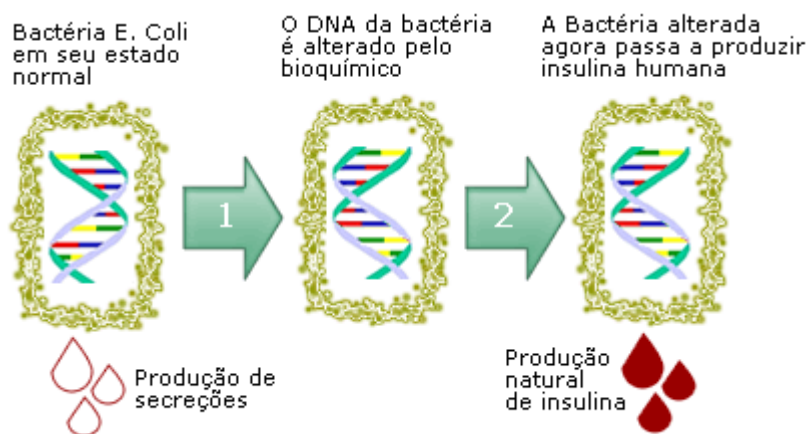 Bactéria E. Coli
em seu estado
normal
O DNA da bactéria
é alterado pelo
bioquímico
A Bactéria alterada
agora passa a produzir
insulina humana
1
2
Produção de
secreções
Produção
natural
de insulina